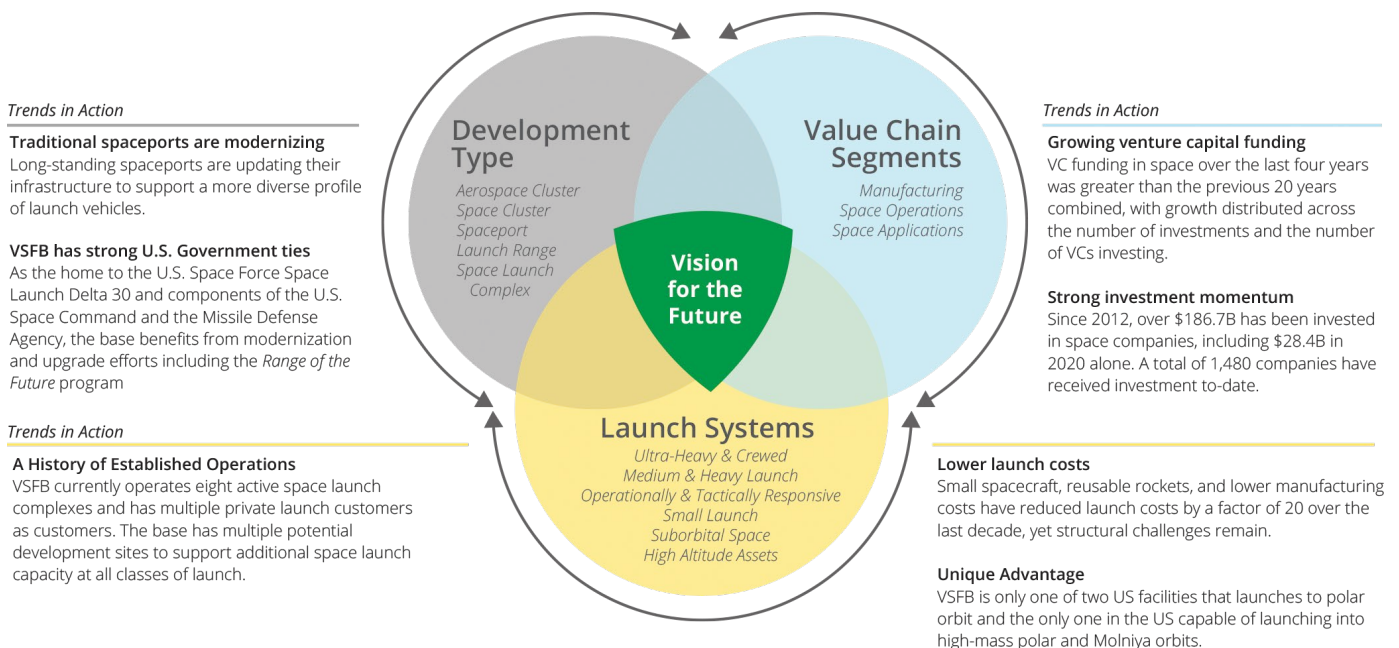 Trends in Action
Traditional spaceports are modernizing
Long-standing spaceports are updating their
infrastructure to support a more diverse profile
of launch vehicles.
VSFB has strong U.S. Government ties
As the home to the U.S. Space Force Space
Launch Delta 30 and components of the U.S.
Space Command and the Missile Defense
Agency, the base benefits from modernization
and upgrade efforts including the Range of the
Future program
Development
Type
Aerospace Cluster
Space Cluster
Spaceport
Launch Range
Space Launch
Complex
Value Chain
Segments
Manufacturing
Space Operations
Space Applications
Vision
for the
Future
Trends in Action
Growing venture capital funding
VC funding in space over the last four years
was greater than the previous 20 years
combined, with growth distributed across
the number of investments and the number
of VCs investing.
Strong investment momentum
Since 2012, over $186.7B has been invested
in space companies, including $28.4B in
2020 alone. A total of 1,480 companies have
received investment to-date.
Trends in Action
A History of Established Operations
VSFB currently operates eight active space launch
complexes and has multiple private launch customers
as customers. The base has multiple potential
development sites to support additional space launch
capacity at all classes of launch.
Launch Systems
Ultra-Heavy & Crewed
Medium & Heavy Launch
Operationally & Tactically Responsive
Small Launch
Suborbital Space
High Altitude Assets
Lower launch costs
Small spacecraft, reusable rockets, and lower manufacturing
costs have reduced launch costs by a factor of 20 over the
last decade, yet structural challenges remain.
Unique Advantage
VSFB is only one of two US facilities that launches to polar
orbit and the only one in the US capable of launching into
high-mass polar and Molniya orbits.